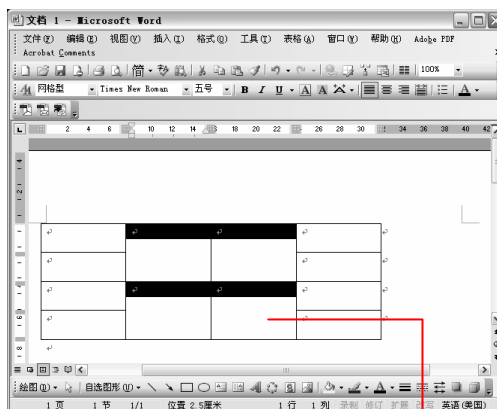 文档 1 - Microsoft Word
文件(F) 编辑(E) 视图(V) 插入(I) 格式(O) 工具(T) 表格(A) 窗口(W) 帮助(H) Adobe PDF
Acrobat Comments
简 100%
网格型 Times New Roman 五号 B I U A A A
L 2 4 6 8 10 12 14 18 20 22 26 28 30 34 36 38 40 42
绘图(D) 自选图形(U) A
1 页 1 节 1/1 位置 2.5厘米 1 行 1 列 录制 修订 扩展 改写 英语(美国)